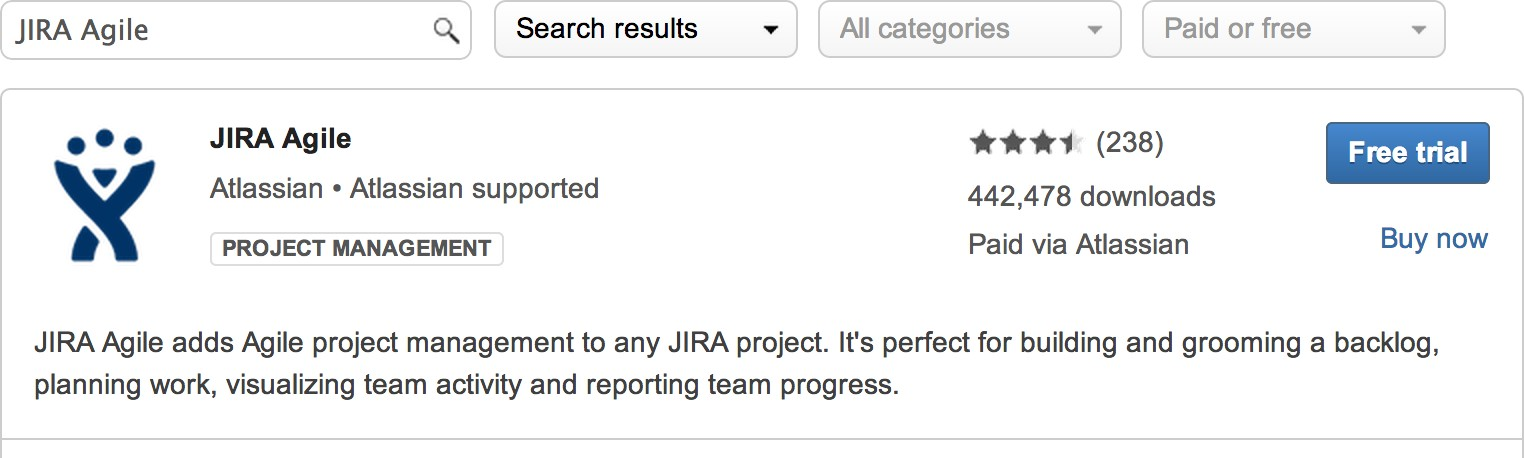 JIRA Agile
Search results
All categories
Paid or free
JIRA Agile
Atlassian • Atlassian supported
PROJECT MANAGEMENT
(238)
442,478 downloads
Paid via Atlassian
Free trial
Buy now
JIRA Agile adds Agile project management to any JIRA project. It's perfect for building and grooming a backlog,
planning work, visualizing team activity and reporting team progress.